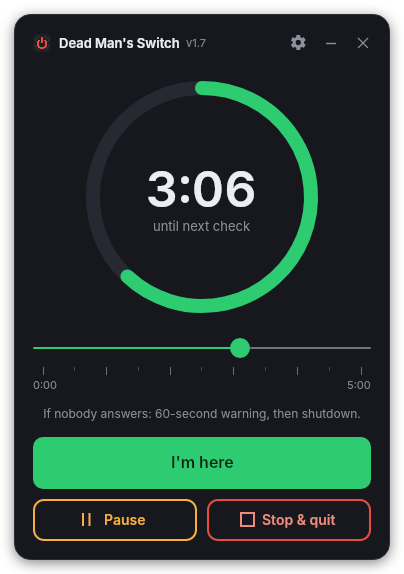 Dead Man's Switch v1.7
3:06
until next check
0:00 5:00
If nobody answers: 60-second warning, then shutdown.
I'm here
Pause
Stop & quit